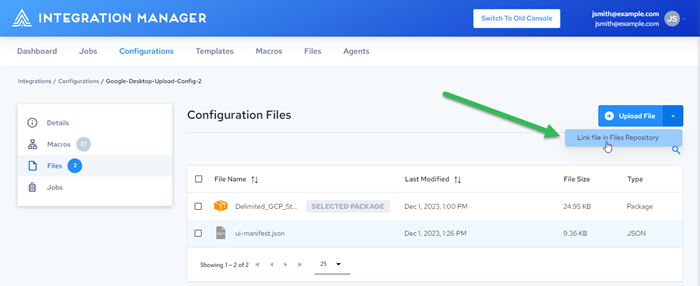 INTEGRATION MANAGER
Switch To Old Console
jsmith@example.com
jsmith@example.com
JS
Dashboard Jobs Configurations Templates Macros Files Agents
Integrations / Configurations / Google-Desktop-Upload-Config-2
Details
Macros 27
Files 2
Jobs
Configuration Files
Upload File
Link file in Files Repository
File Name Last Modified File Size Type
Delimited_GCP_St... SELECTED PACKAGE Dec 1, 2023, 1:00 PM 24.95 KB Package
ui-manifest.json Dec 1, 2023, 1:26 PM 9.36 KB JSON
Showing 1 – 2 of 2 25